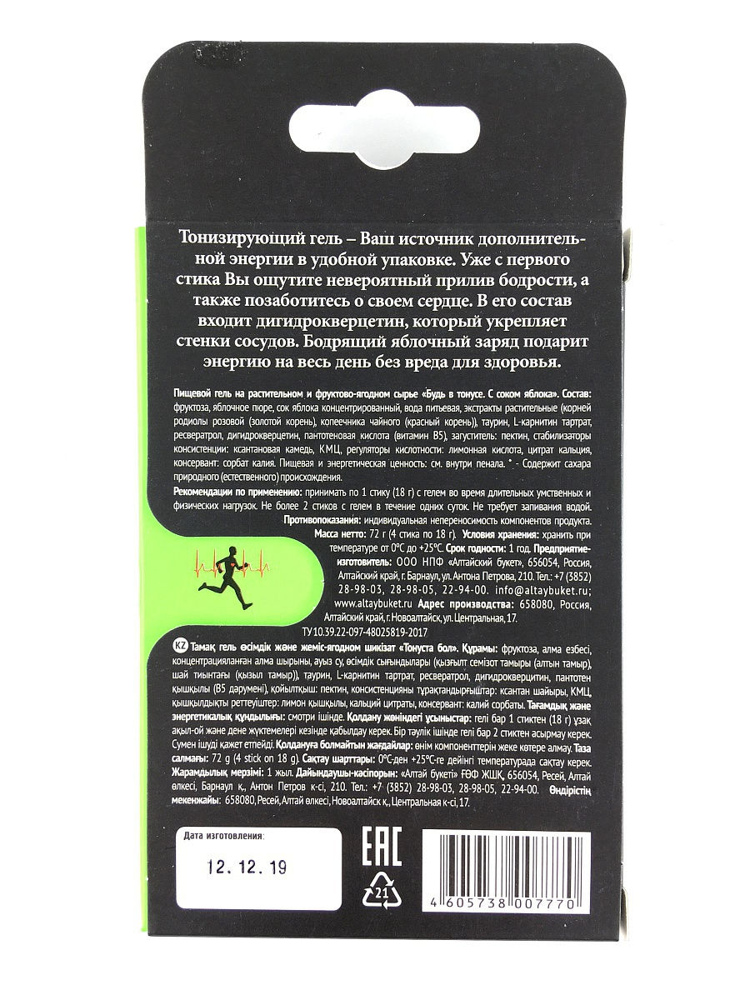 Тонизирующий гель – Ваш источник дополнитель-
ной энергии в удобной упаковке. Уже с первого
стика Вы ощутите невероятный прилив бодрости, а
также позаботитесь о своем сердце. В его состав
входит дигидрокверцетин, который укрепляет
стенки сосудов. Бодрящий яблочный заряд подарит
энергию на весь день без вреда для здоровья.
Пищевой гель на растительном и фруктово-ягодном сырье «Будь в тонусе. С соком яблока». Состав:
фруктоза, яблочное пюре, сок яблока концентрированный, вода питьевая, экстракты растительные (корней
родиолы розовой (золотой корень), копеечника чайного (красный корень)), таурин, L-карнитин тартрат,
ресвератрол, дигидрокверцетин, пантотеновая кислота (витамин В5), загуститель: пектин, стабилизаторы
консистенции: ксантановая камедь, КМЦ, регуляторы кислотности: лимонная кислота, цитрат кальция,
консервант: сорбат калия. Пищевая и энергетическая ценность: см. внутри пенала. * - Содержит сахара
природного (естественного) происхождения.
Рекомендации по применению: принимать по 1 стику (18 г) с гелем во время длительных умственных и
физических нагрузок. Не более 2 стиков с гелем в течение одних суток. Не требует запивания водой.
Противопоказания: индивидуальная непереносимость компонентов продукта.
Масса нетто: 72 г (4 стика по 18 г). Условия хранения: хранить при
температуре от 0°С до +25°С. Срок годности: 1 год. Предприятие-
изготовитель: ООО НПФ «Алтайский букет», 656054, Россия,
Алтайский край, г. Барнаул, ул. Антона Петрова, 210. Тел.: +7 (3852)
28-98-03, 28-98-05, 22-94-00. info@altaybuket.ru;
www.altaybuket.ru Адрес производства: 658080, Россия,
Алтайский край, г. Новоалтайск, ул. Центральная, 17.
ТУ 10.39.22-097-48025819-2017
KZ Тамақ гель өсімдік және жеміс-ягодном шикізат «Тонуста бол». Құрамы: фруктоза, алма езбесі,
концентрацияланған алма шырыны, ауыз су, өсімдік сығындылары (қызғылт семізот тамыры (алтын тамыр),
шай тиынтағы (қызыл тамыр)), таурин, L-карнитин тартрат, ресвератрол, дигидрокверцитин, пантотен
қышқылы (В5 дәрумені), қойылтқыш: пектин, консистенцияны тұрақтандырғыштар: ксантан шайыры, КМЦ,
қышқылдықты реттеуіштер: лимон қышқылы, кальций цитраты, консервант: калий сорбаты. Тағамдық және
энергетикалық құндылығы: смотри ішінде. Қолдану жөніндегі ұсыныстар: гелі бар 1 стиктен (18 г) ұзақ
ақыл-ой және дене жүктемелері кезінде қабылдау керек. Бір тәулік ішінде гелі бар 2 стиктен асырмау керек.
Сумен ішуді қажет етпейді. Қолдануға болмайтын жағдайлар: өнім компоненттерін жеке көтере алмау. Таза
салмағы: 72 g (4 stick on 18 g). Сақтау шарттары: 0°С-ден +25°С-ге дейінгі температурада сақтау керек.
Жарамдылық мерзімі: 1 жыл. Дайындаушы-кәсіпорын: «Алтай букеті» ҒӨФ ЖШҚ, 656054, Ресей, Алтай
өлкесі, Барнаул қ., Антон Петров к-сі, 210. Тел.: +7 (3852) 28-98-03, 28-98-05, 22-94-00. Өндірістің
мекенжайы: 658080, Ресей, Алтай өлкесі, Новоалтайск қ., Центральная к-сі, 17.
Дата изготовления:
12. 12. 19
EAC
21
4 605738 007770